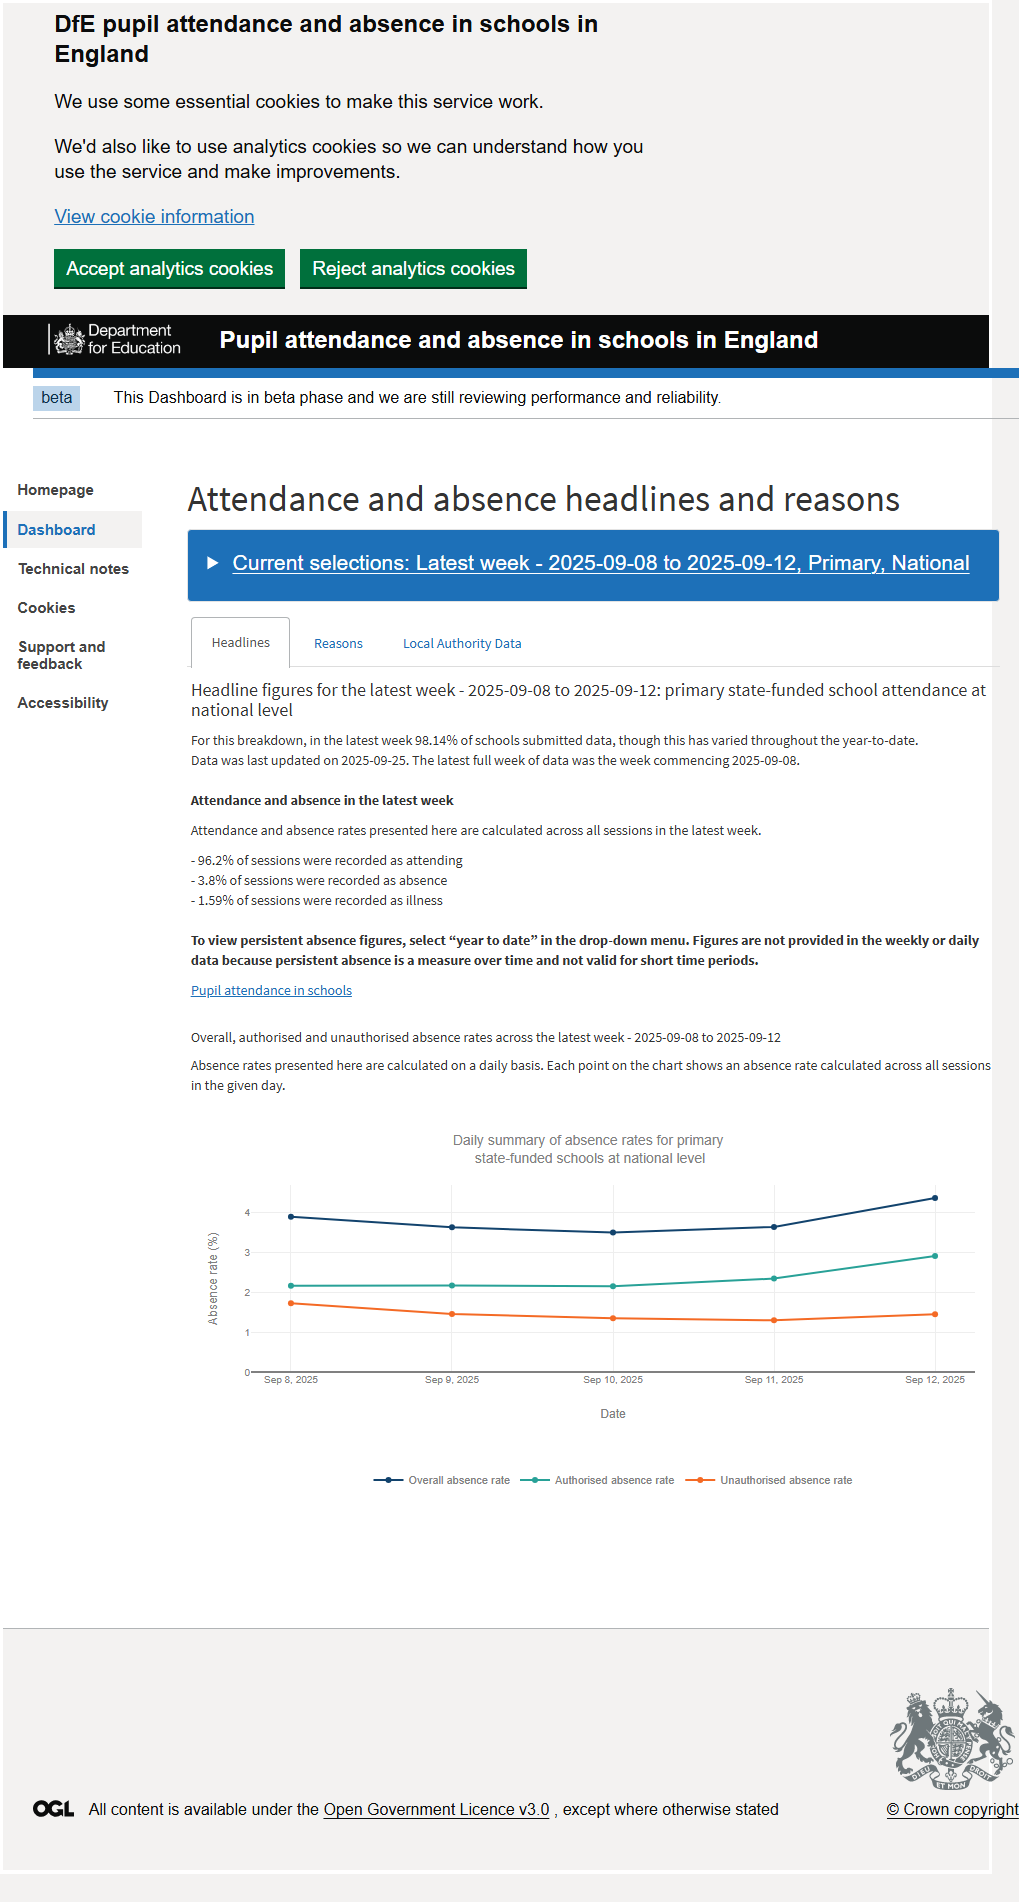 DfE pupil attendance and absence in schools in
England
We use some essential cookies to make this service work.
We'd also like to use analytics cookies so we can understand how you
use the service and make improvements.
View cookie information
Accept analytics cookies Reject analytics cookies
Department
for Education
Pupil attendance and absence in schools in England
beta This Dashboard is in beta phase and we are still reviewing performance and reliability.
Homepage
Dashboard
Technical notes
Cookies
Support and
feedback
Accessibility
Attendance and absence headlines and reasons
Current selections: Latest week - 2025-09-08 to 2025-09-12, Primary, National
Headlines Reasons Local Authority Data
Headline figures for the latest week - 2025-09-08 to 2025-09-12: primary state-funded school attendance at
national level
For this breakdown, in the latest week 98.14% of schools submitted data, though this has varied throughout the year-to-date.
Data was last updated on 2025-09-25. The latest full week of data was the week commencing 2025-09-08.
Attendance and absence in the latest week
Attendance and absence rates presented here are calculated across all sessions in the latest week.
- 96.2% of sessions were recorded as attending
- 3.8% of sessions were recorded as absence
- 1.59% of sessions were recorded as illness
To view persistent absence figures, select “year to date” in the drop-down menu. Figures are not provided in the weekly or daily
data because persistent absence is a measure over time and not valid for short time periods.
Pupil attendance in schools
Overall, authorised and unauthorised absence rates across the latest week - 2025-09-08 to 2025-09-12
Absence rates presented here are calculated on a daily basis. Each point on the chart shows an absence rate calculated across all sessions
in the given day.
Daily summary of absence rates for primary
state-funded schools at national level
Absence rate (%)
4
3
2
1
0
Sep 8, 2025 Sep 9, 2025 Sep 10, 2025 Sep 11, 2025 Sep 12, 2025
Date
Overall absence rate Authorised absence rate Unauthorised absence rate
DIEU ET MON DROIT
OGL All content is available under the Open Government Licence v3.0 , except where otherwise stated
© Crown copyright